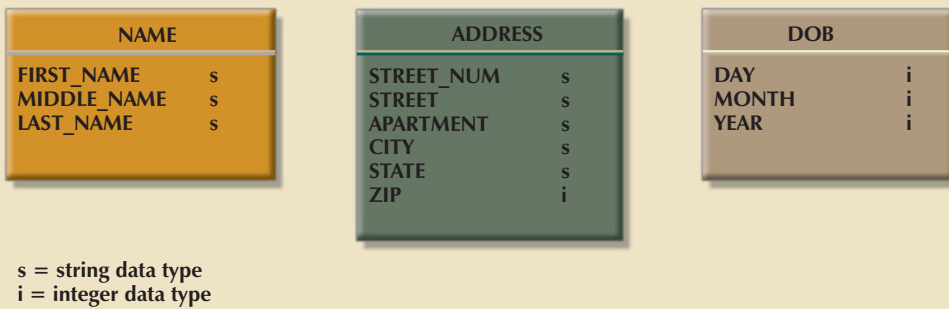 NAME
FIRST_NAME s
MIDDLE_NAME s
LAST_NAME s
ADDRESS
STREET_NUM s
STREET s
APARTMENT s
CITY s
STATE s
ZIP i
DOB
DAY i
MONTH i
YEAR i
s = string data type
i = integer data type